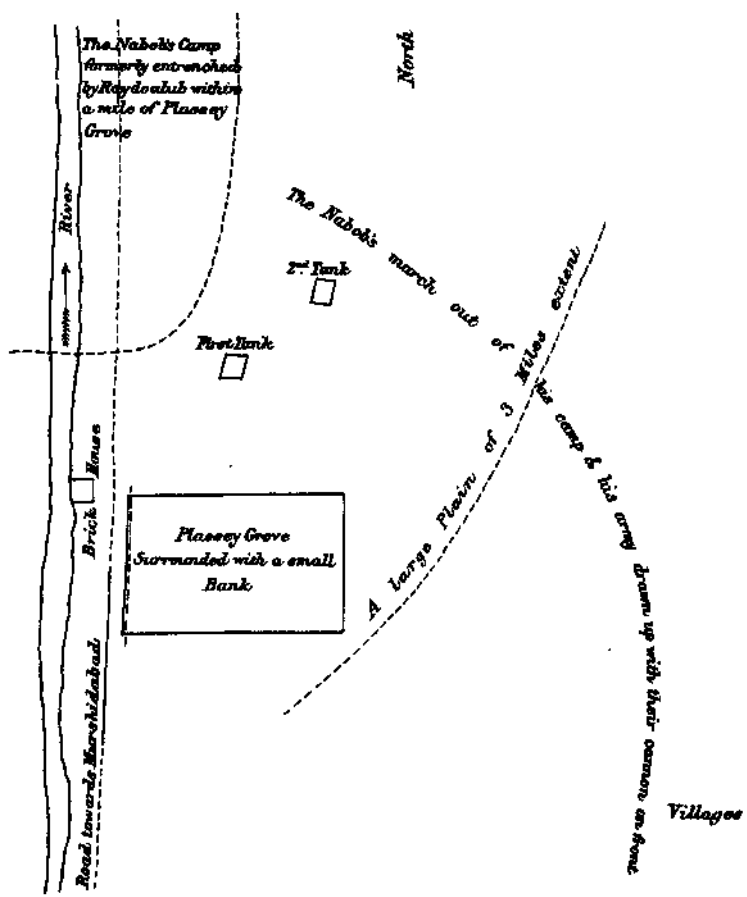 The Nabob's Camp
formerly entrenched
by Roydoolub within
a mile of Plassey
Grove
North
River
The Nabob's march out of his camp & his army drawn up with their cannon in front
2nd Tank
First Tank
A large Plain of 3 Miles extent
Brick House
Plassey Grove
Surrounded with a small
Bank
Road towards Murshidabad
Villages